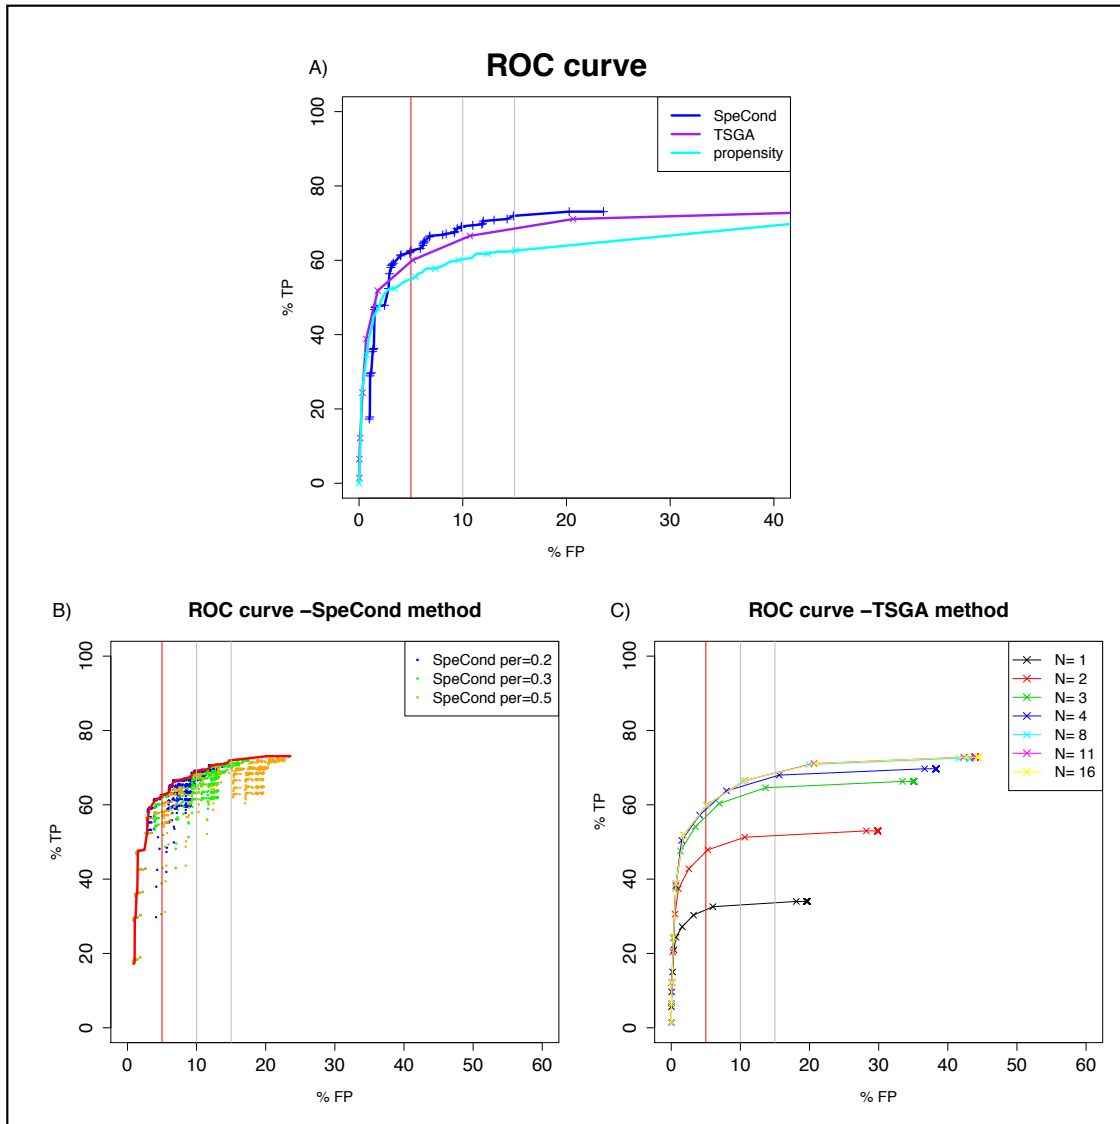 A)
ROC curve
SpeCond
TSGA
propensity
% TP
0
20
40
60
80
100
0
10
20
30
40
% FP
B)
ROC curve –SpeCond method
SpeCond per=0.2
SpeCond per=0.3
SpeCond per=0.5
% TP
0
20
40
60
80
100
0
10
20
30
40
50
60
% FP
C)
ROC curve –TSGA method
N= 1
N= 2
N= 3
N= 4
N= 8
N= 11
N= 16
% TP
0
20
40
60
80
100
0
10
20
30
40
50
60
% FP